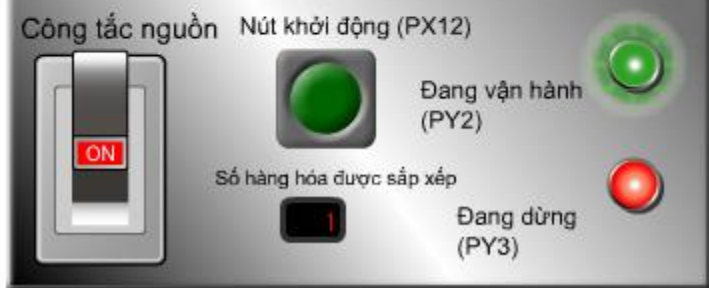 Công tắc nguồn
Nút khởi động (PX12)
Đang vận hành
(PY2)
ON
Số hàng hóa được sắp xếp
1
Đang dừng
(PY3)